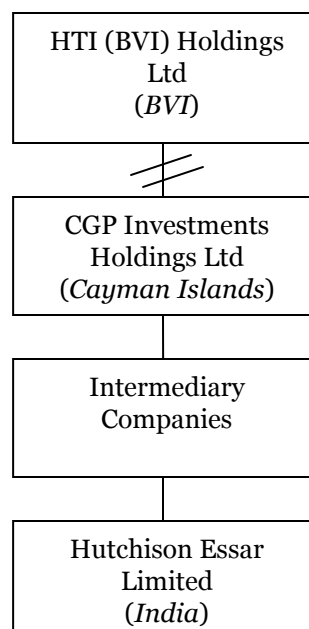 HTI (BVI) Holdings
Ltd
(BVI)
CGP Investments
Holdings Ltd
(Cayman Islands)
Intermediary
Companies
Hutchison Essar
Limited
(India)